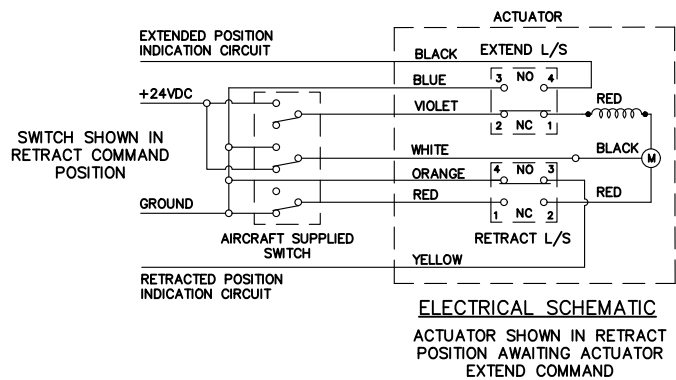 ACTUATOR
EXTENDED POSITION
INDICATION CIRCUIT
BLACK
EXTEND L/S
BLUE
3 NO 4
+24VDC
VIOLET
RED
2 NC 1
SWITCH SHOWN IN
RETRACT COMMAND
POSITION
WHITE
BLACK
M
ORANGE
4 NO 3
GROUND
RED
RED
1 NC 2
AIRCRAFT SUPPLIED
SWITCH
RETRACT L/S
YELLOW
RETRACTED POSITION
INDICATION CIRCUIT
ELECTRICAL SCHEMATIC
ACTUATOR SHOWN IN RETRACT
POSITION AWAITING ACTUATOR
EXTEND COMMAND